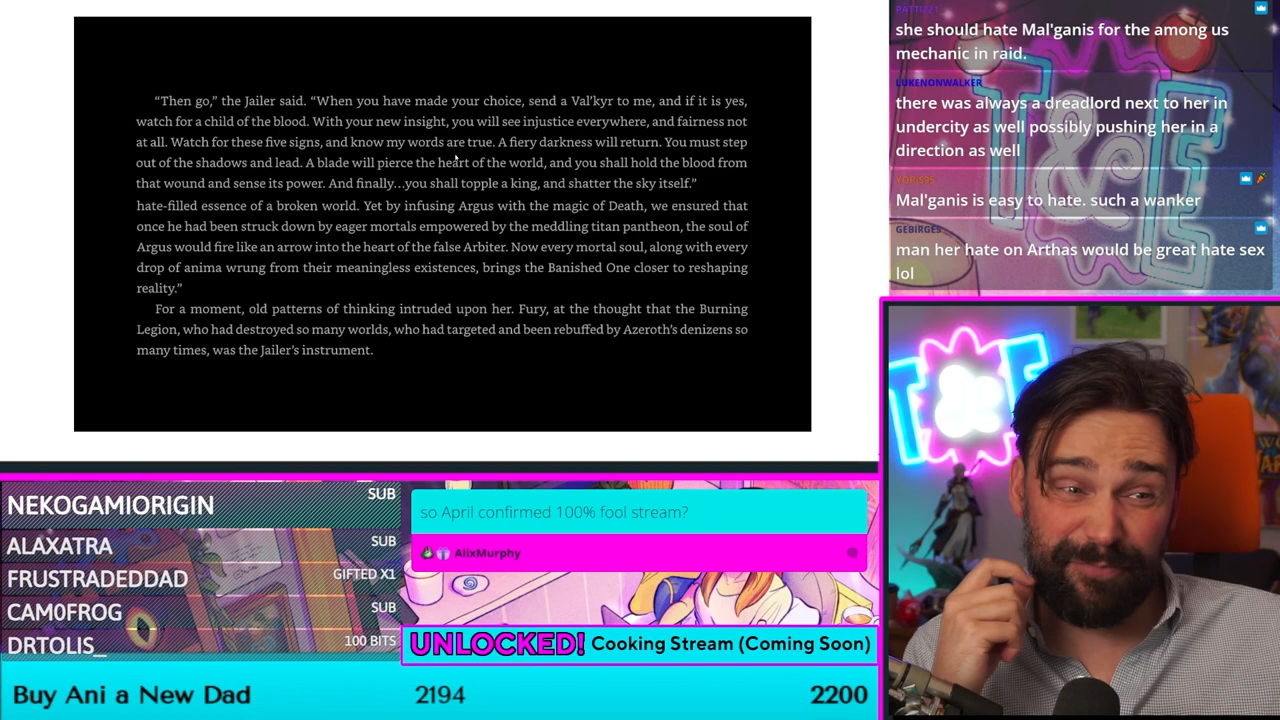 “Then go,” the Jailer said. “When you have made your choice, send a Val’kyr to me, and if it is yes,
watch for a child of the blood. With your new insight, you will see injustice everywhere, and fairness not
at all. Watch for these five signs, and know my words are true. A fiery darkness will return. You must step
out of the shadows and lead. A blade will pierce the heart of the world, and you shall hold the blood from
that wound and sense its power. And finally…you shall topple a king, and shatter the sky itself.”
hate-filled essence of a broken world. Yet by infusing Argus with the magic of Death, we ensured that
once he had been struck down by eager mortals empowered by the meddling titan pantheon, the soul of
Argus would fire like an arrow into the heart of the false Arbiter. Now every mortal soul, along with every
drop of anima wrung from their meaningless existences, brings the Banished One closer to reshaping
reality.”
For a moment, old patterns of thinking intruded upon her. Fury, at the thought that the Burning
Legion, who had destroyed so many worlds, who had targeted and been rebuffed by Azeroth’s denizens so
many times, was the Jailer’s instrument.
she should hate Mal'ganis for the among us
mechanic in raid.
LUKENONWALKER
there was always a dreadlord next to her in
undercity as well possibly pushing her in a
direction as well
Mal'ganis is easy to hate. such a wanker
GEBIRGES
man her hate on Arthas would be great hate sex
lol
T&E
NEKOGAMIORIGIN SUB
ALAXATRA SUB
FRUSTRADEDDAD GIFTED X1
CAM0FROG SUB
DRTOLIS_ 100 BITS
so April confirmed 100% fool stream?
AlixMurphy
UNLOCKED! Cooking Stream (Coming Soon)
Buy Ani a New Dad 2194 2200